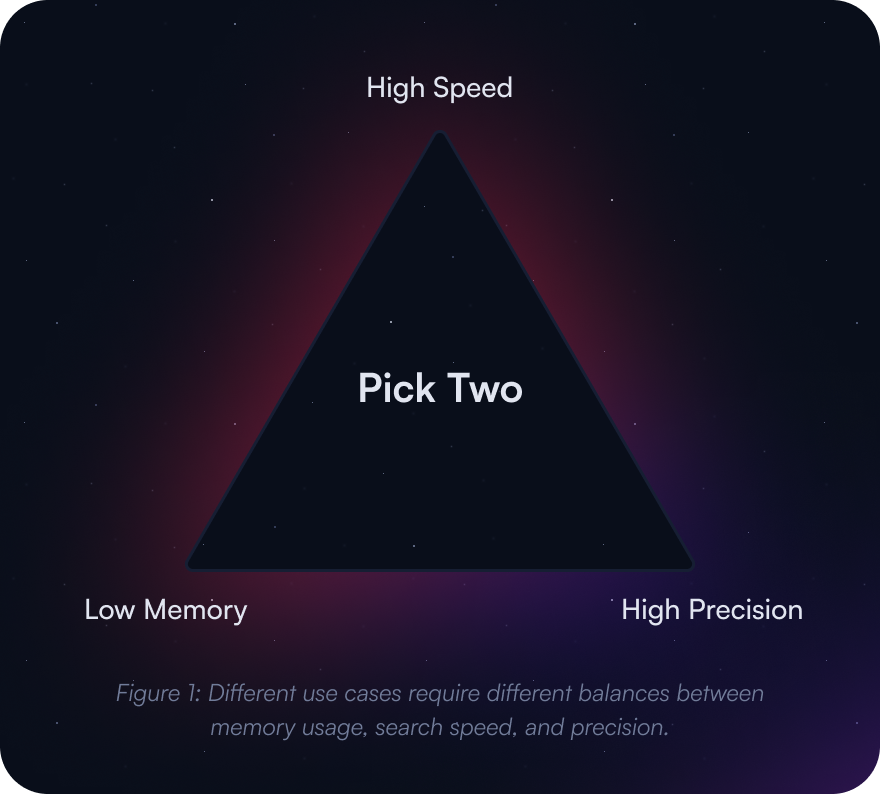 High Speed
Pick Two
Low Memory
High Precision
Figure 1: Different use cases require different balances between
memory usage, search speed, and precision.